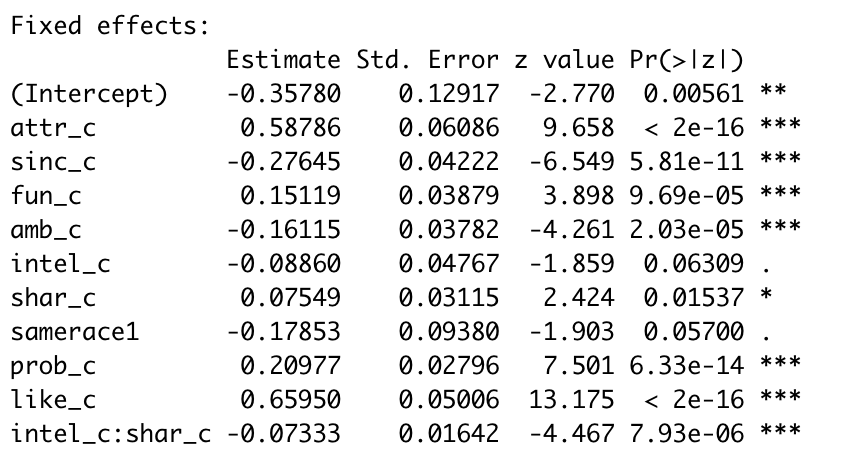 Fixed effects:
Estimate Std. Error z value Pr(>|z|)
(Intercept) -0.35780 0.12917 -2.770 0.00561 **
attr_c 0.58786 0.06086 9.658 < 2e-16 ***
sinc_c -0.27645 0.04222 -6.549 5.81e-11 ***
fun_c 0.15119 0.03879 3.898 9.69e-05 ***
amb_c -0.16115 0.03782 -4.261 2.03e-05 ***
intel_c -0.08860 0.04767 -1.859 0.06309 .
shar_c 0.07549 0.03115 2.424 0.01537 *
samerace1 -0.17853 0.09380 -1.903 0.05700 .
prob_c 0.20977 0.02796 7.501 6.33e-14 ***
like_c 0.65950 0.05006 13.175 < 2e-16 ***
intel_c:shar_c -0.07333 0.01642 -4.467 7.93e-06 ***